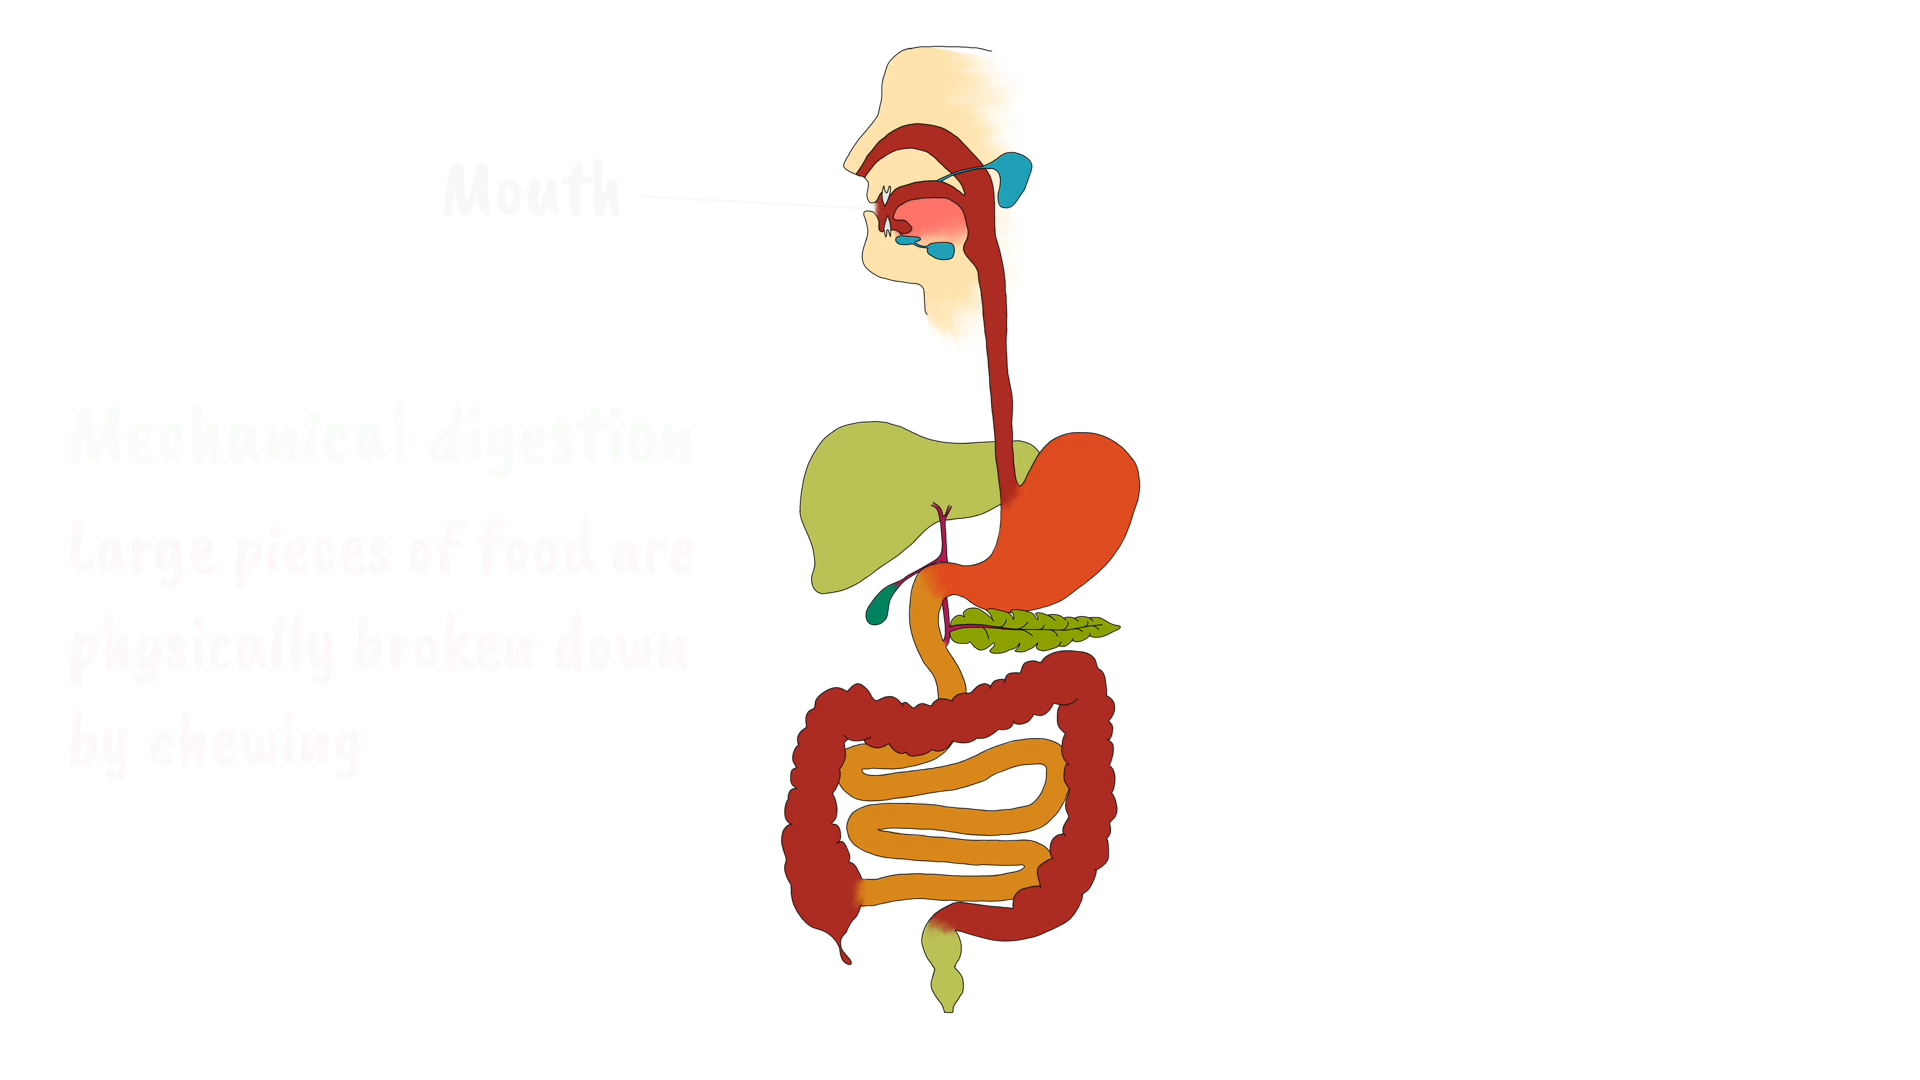 Mouth
Mechanical digestion
Large pieces of food are
physically broken down
by chewing